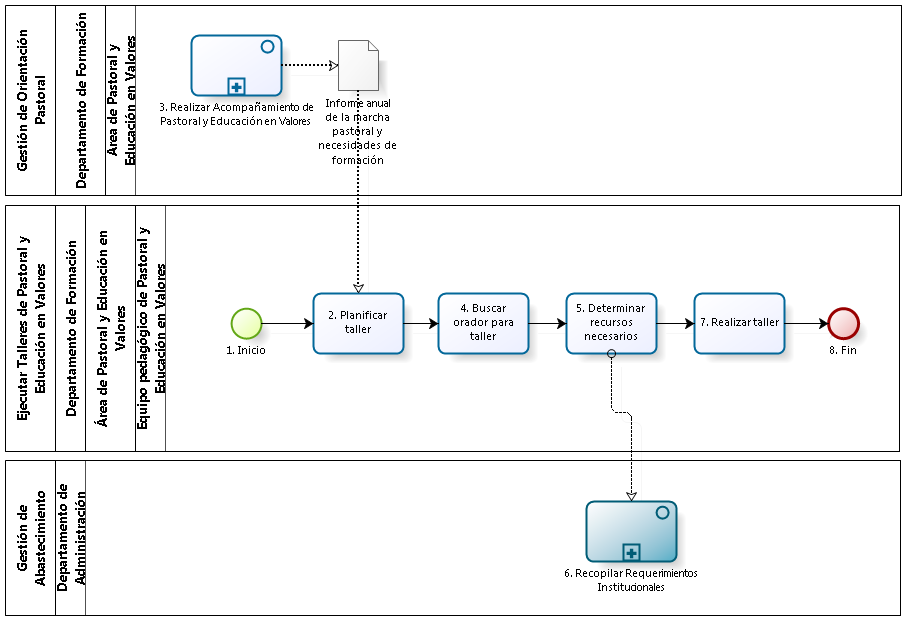 Gestión de Orientación
Pastoral
Departamento de Formación
Área de Pastoral y
Educación en Valores
3. Realizar Acompañamiento de
Pastoral y Educación en Valores
Informe anual
de la marcha
pastoral y
necesidades de
formación
Ejecutar Talleres de Pastoral y
Educación en Valores
Departamento de Formación
Área de Pastoral y Educación en
Valores
Equipo pedagógico de Pastoral y
Educación en Valores
1. Inicio
2. Planificar
taller
4. Buscar
orador para
taller
5. Determinar
recursos
necesarios
7. Realizar taller
8. Fin
Gestión de
Abastecimiento
Departamento de
Administración
6. Recopilar Requerimientos
Institucionales